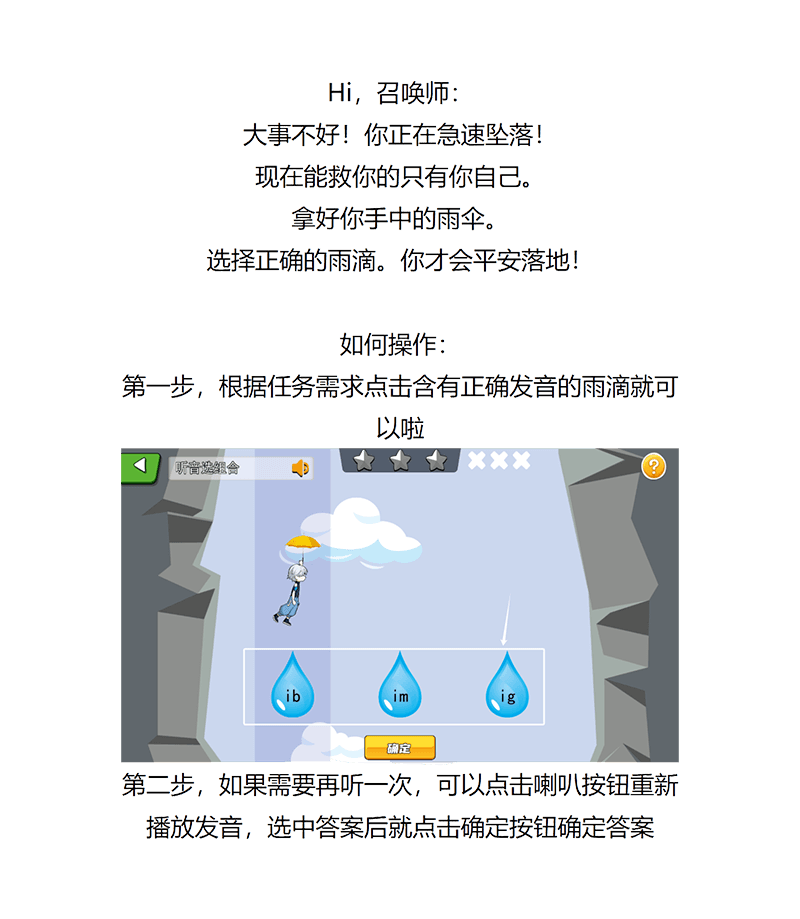 Hi，召唤师：
大事不好！你正在急速坠落！
现在能救你的只有你自己。
拿好你手中的雨伞。
选择正确的雨滴。你才会平安落地！
如何操作：
第一步，根据任务需求点击含有正确发音的雨滴就可
以啦
听音选组合
?
ib
im
ig
确定
第二步，如果需要再听一次，可以点击喇叭按钮重新
播放发音，选中答案后就点击确定按钮确定答案